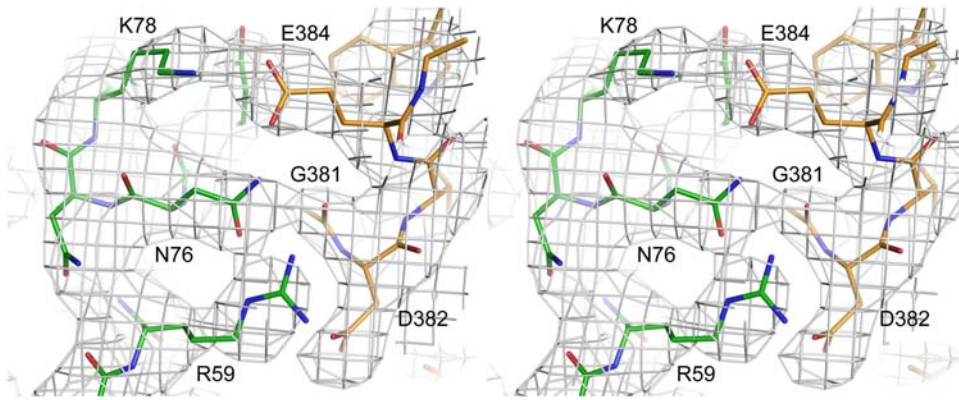 K78 E384 K78 E384
G381 G381
N76 N76
D382 D382
R59 R59